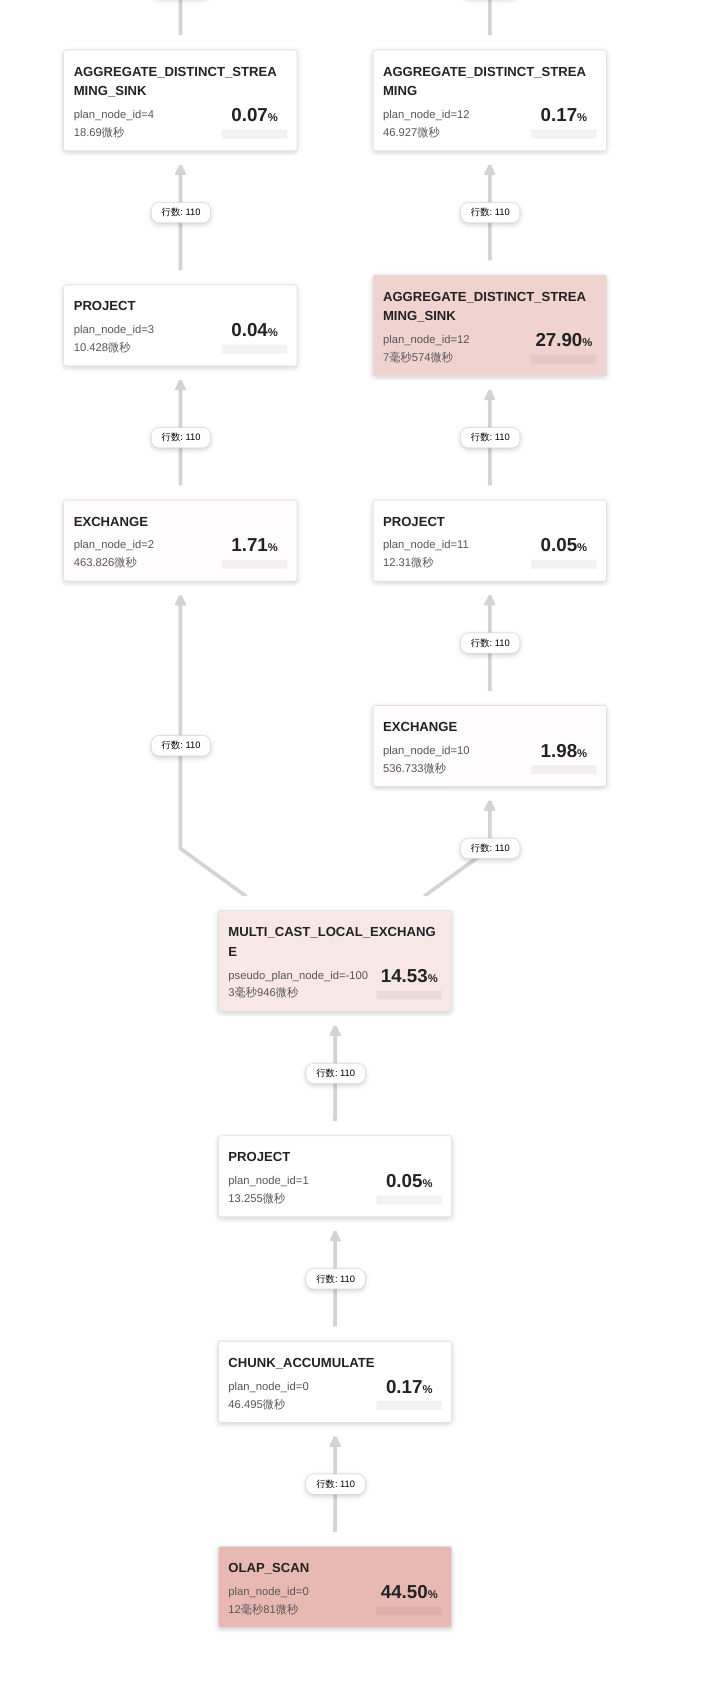 AGGREGATE_DISTINCT_STREA
MING_SINK
plan_node_id=4
0.07%
18.69微秒
AGGREGATE_DISTINCT_STREA
MING
plan_node_id=12
0.17%
46.927微秒
行数: 110
行数: 110
PROJECT
plan_node_id=3
0.04%
10.428微秒
AGGREGATE_DISTINCT_STREA
MING_SINK
plan_node_id=12
27.90%
7毫秒574微秒
行数: 110
行数: 110
EXCHANGE
plan_node_id=2
1.71%
463.826微秒
PROJECT
plan_node_id=11
0.05%
12.31微秒
行数: 110
EXCHANGE
plan_node_id=10
1.98%
536.733微秒
行数: 110
行数: 110
MULTI_CAST_LOCAL_EXCHANG
E
pseudo_plan_node_id=-100
14.53%
3毫秒946微秒
行数: 110
PROJECT
plan_node_id=1
0.05%
13.255微秒
行数: 110
CHUNK_ACCUMULATE
plan_node_id=0
0.17%
46.495微秒
行数: 110
OLAP_SCAN
plan_node_id=0
44.50%
12毫秒81微秒